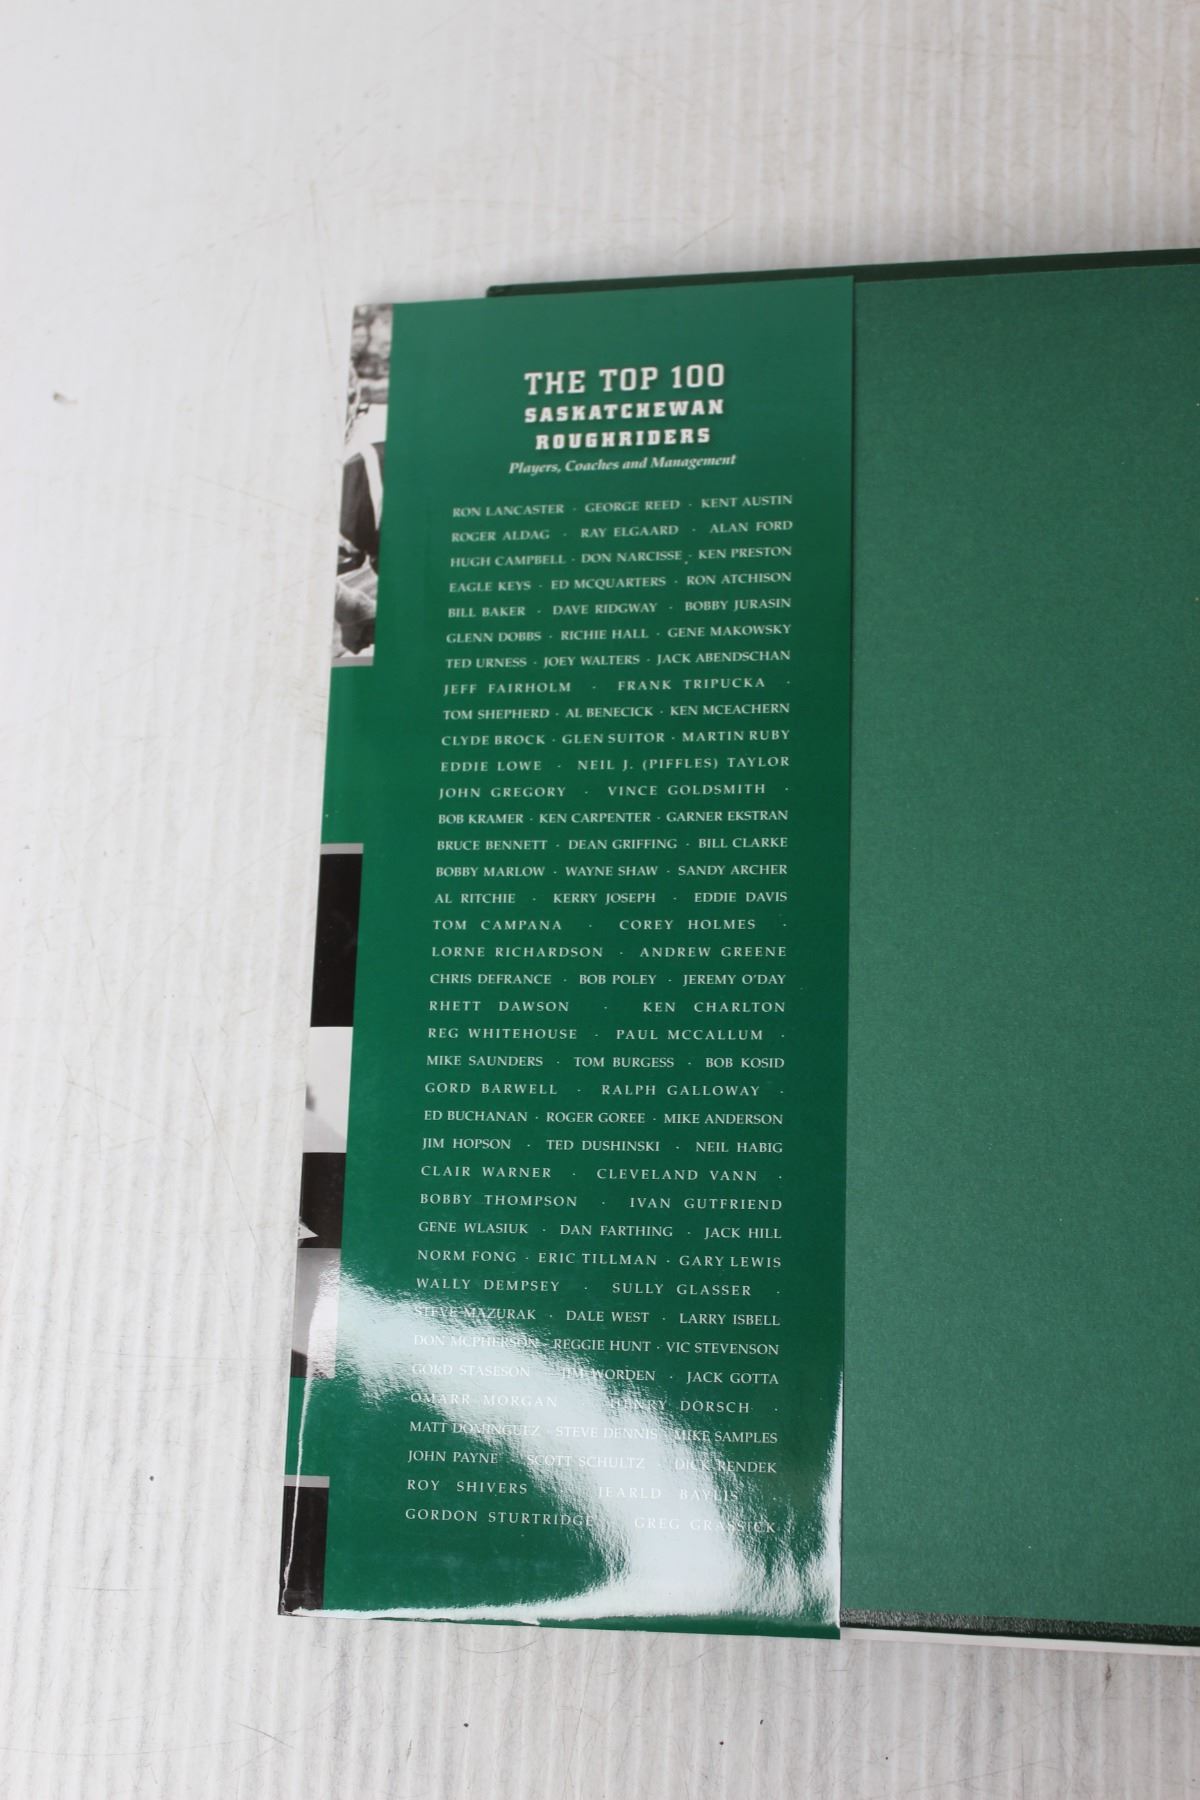 THE TOP 100
SASKATCHEWAN
ROUGHRIDERS
Players, Coaches and Management
RON LANCASTER · GEORGE REED · KENT AUSTIN
ROGER ALDAG · RAY ELGAARD · ALAN FORD
HUGH CAMPBELL · DON NARCISSE · KEN PRESTON
EAGLE KEYS · ED MCQUARTERS · RON ATCHISON
BILL BAKER · DAVE RIDGWAY · BOBBY JURASIN
GLENN DOBBS · RICHIE HALL · GENE MAKOWSKY
TED URNESS · JOEY WALTERS · JACK ABENDSCHAN
JEFF FAIRHOLM · FRANK TRIPUCKA ·
TOM SHEPHERD · AL BENECICK · KEN MCEACHERN
CLYDE BROCK · GLEN SUITOR · MARTIN RUBY
EDDIE LOWE · NEIL J. (PIFFLES) TAYLOR
JOHN GREGORY · VINCE GOLDSMITH ·
BOB KRAMER · KEN CARPENTER · GARNER EKSTRAN
BRUCE BENNETT · DEAN GRIFFING · BILL CLARKE
BOBBY MARLOW · WAYNE SHAW · SANDY ARCHER
AL RITCHIE · KERRY JOSEPH · EDDIE DAVIS
TOM CAMPANA · COREY HOLMES ·
LORNE RICHARDSON · ANDREW GREENE
CHRIS DEFRANCE · BOB POLEY · JEREMY O'DAY
RHETT DAWSON · KEN CHARLTON
REG WHITEHOUSE · PAUL MCCALLUM ·
MIKE SAUNDERS · TOM BURGESS · BOB KOSID
GORD BARWELL · RALPH GALLOWAY ·
ED BUCHANAN · ROGER GOREE · MIKE ANDERSON
JIM HOPSON · TED DUSHINSKI · NEIL HABIG
CLAIR WARNER · CLEVELAND VANN ·
BOBBY THOMPSON · IVAN GUTFRIEND
GENE WLASIUK · DAN FARTHING · JACK HILL
NORM FONG · ERIC TILLMAN · GARY LEWIS
WALLY DEMPSEY · SULLY GLASSER ·
STEVE MAZURAK · DALE WEST · LARRY ISBELL
DON MCPHERSON · REGGIE HUNT · VIC STEVENSON
GORD STASESON · JIM WORDEN · JACK GOTTA
OMARR MORGAN · HENRY DORSCH ·
MATT DOMINGUEZ · STEVE DENNIS · MIKE SAMPLES
JOHN PAYNE · SCOTT SCHULTZ · DICK RENDEK
ROY SHIVERS · JEARLD BAYLIS ·
GORDON STURTRIDGE · GREG GRASSICK